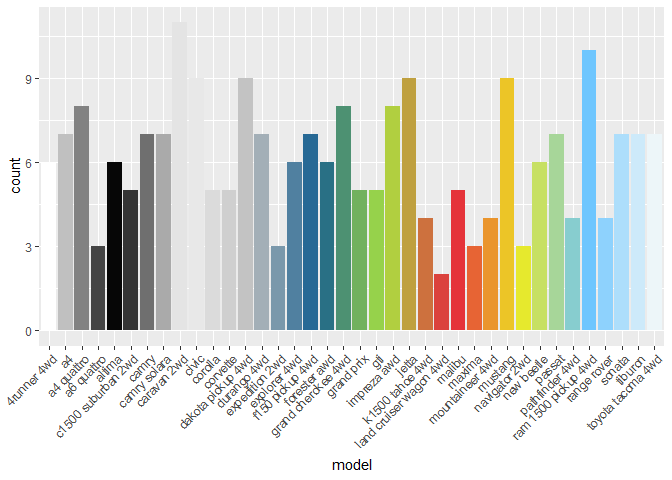 9
6
3
0
count
4runner 4wd
a4
a4 quattro
a6 quattro
altima
c1500 suburban 2wd
camry
camry solara
caravan 2wd
civic
corolla
corvette
dakota pickup 4wd
durango 4wd
expedition 2wd
explorer 4wd
f150 pickup 4wd
forester awd
grand cherokee 4wd
grand prix
gti
impreza awd
jetta
k1500 tahoe 4wd
land cruiser wagon 4wd
malibu
maxima
mountaineer 4wd
mustang
navigator 2wd
new beetle
passat
pathfinder 4wd
ram 1500 pickup 4wd
range rover
sonata
tiburon
toyota tacoma 4wd
model